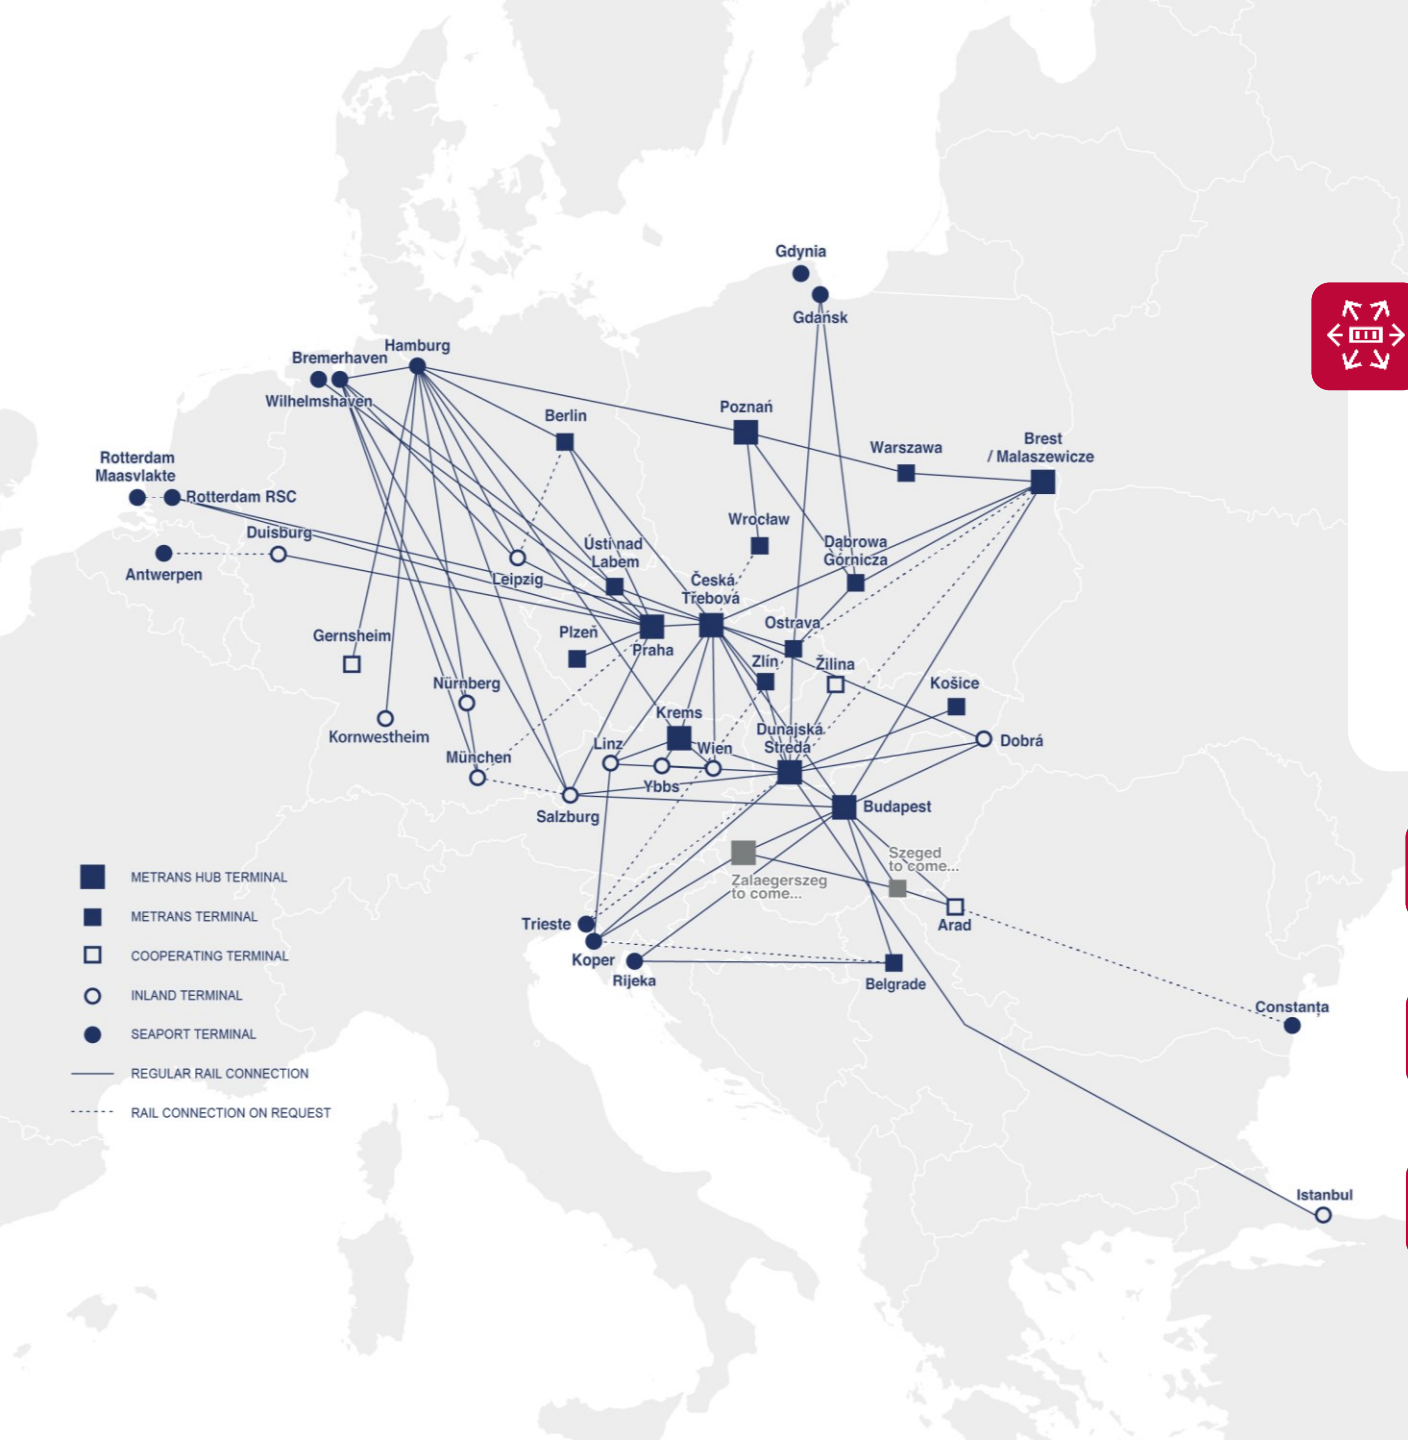 Gdynia
Gdańsk
Hamburg
Bremerhaven
Wilhelmshaven
Berlin
Poznań
Warszawa
Brest
/ Malaszewicze
Rotterdam
Maasvlakte
Rotterdam RSC
Duisburg
Antwerpen
Leipzig
Ústí nad
Labem
Wrocław
Dąbrowa
Górnicza
Česká
Třebová
Ostrava
Plzeň
Praha
Zlín
Žilina
Gernsheim
Nürnberg
Kornwestheim
Košice
Krems
Dunajská
Streda
Dobrá
München
Linz
Wien
Ybbs
Salzburg
Budapest
Szeged
to come...
Zalaegerszeg
to come...
Trieste
Koper
Rijeka
Arad
Belgrade
Constanța
Istanbul
METRANS HUB TERMINAL
METRANS TERMINAL
COOPERATING TERMINAL
INLAND TERMINAL
SEAPORT TERMINAL
REGULAR RAIL CONNECTION
RAIL CONNECTION ON REQUEST